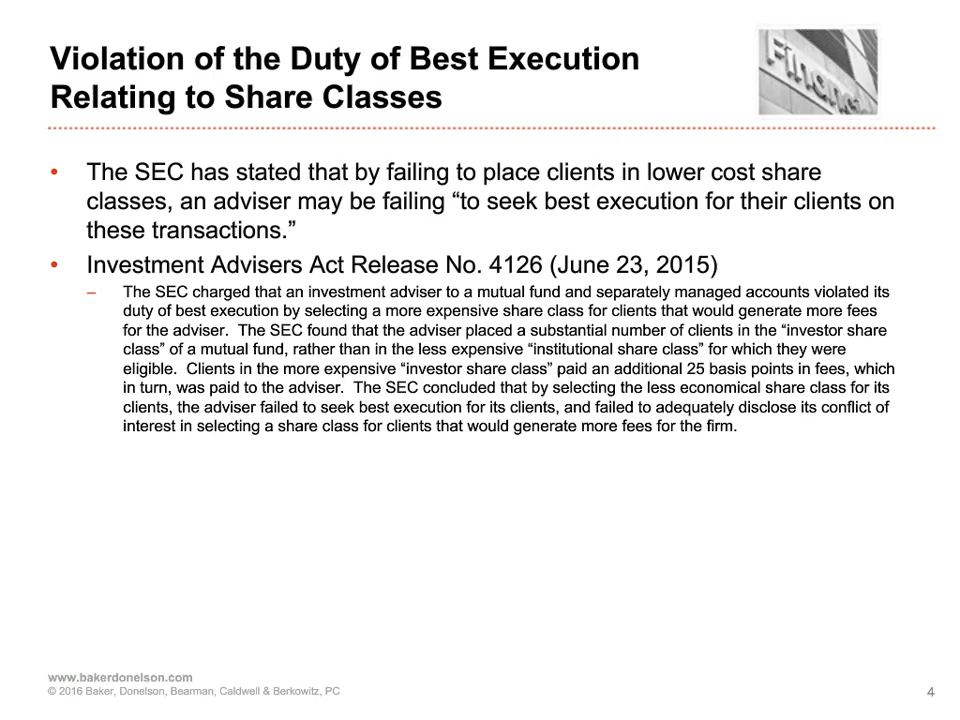 Violation of the Duty of Best Execution
Relating to Share Classes
Financ
• The SEC has stated that by failing to place clients in lower cost share
classes, an adviser may be failing “to seek best execution for their clients on
these transactions.”
• Investment Advisers Act Release No. 4126 (June 23, 2015)
– The SEC charged that an investment adviser to a mutual fund and separately managed accounts violated its
duty of best execution by selecting a more expensive share class for clients that would generate more fees
for the adviser.  The SEC found that the adviser placed a substantial number of clients in the “investor share
class” of a mutual fund, rather than in the less expensive “institutional share class” for which they were
eligible.  Clients in the more expensive “investor share class” paid an additional 25 basis points in fees, which
in turn, was paid to the adviser.  The SEC concluded that by selecting the less economical share class for its
clients, the adviser failed to seek best execution for its clients, and failed to adequately disclose its conflict of
interest in selecting a share class for clients that would generate more fees for the firm.
www.bakerdonelson.com
© 2016 Baker, Donelson, Bearman, Caldwell & Berkowitz, PC
4